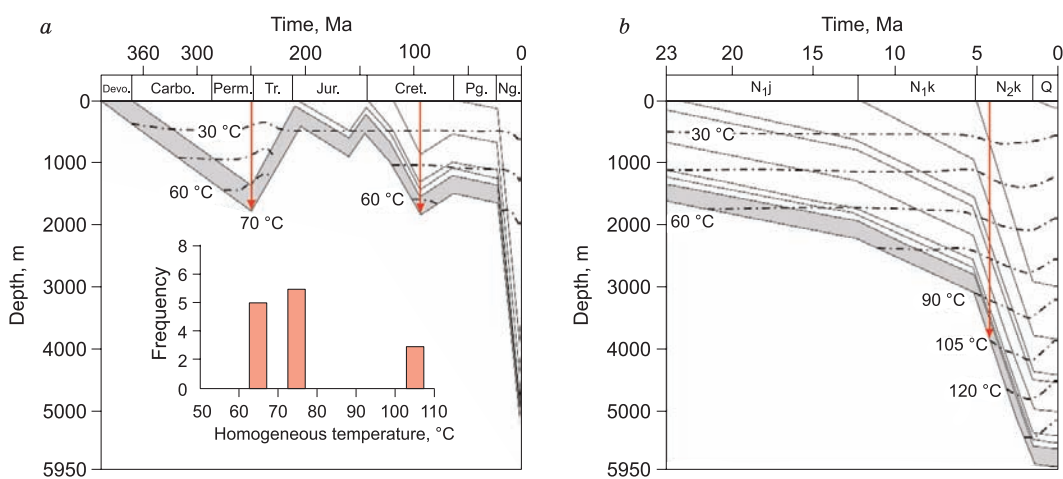 a
Time, Ma
360 300 200 100 0
Devo. Carbo. Perm. Tr. Jur. Cret. Pg. Ng.
Depth, m
0
1000
2000
3000
4000
5000
5950
30 °C
60 °C
70 °C
60 °C
Frequency
8
6
5
4
2
0
50 60 70 80 90 100 110
Homogeneous temperature, °C
b
Time, Ma
23 20 15 10 5 0
N₁j N₁k N₂k Q
Depth, m
0
1000
2000
3000
4000
5000
5950
30 °C
60 °C
90 °C
105 °C
120 °C